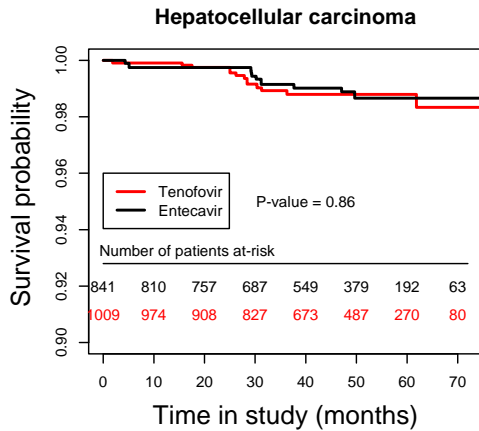 Hepatocellular carcinoma
Survival probability
1.00
0.98
0.96
0.94
0.92
0.90
Tenofovir
Entecavir
P-value = 0.86
Number of patients at-risk
841 810 757 687 549 379 192 63
1009 974 908 827 673 487 270 80
0 10 20 30 40 50 60 70
Time in study (months)